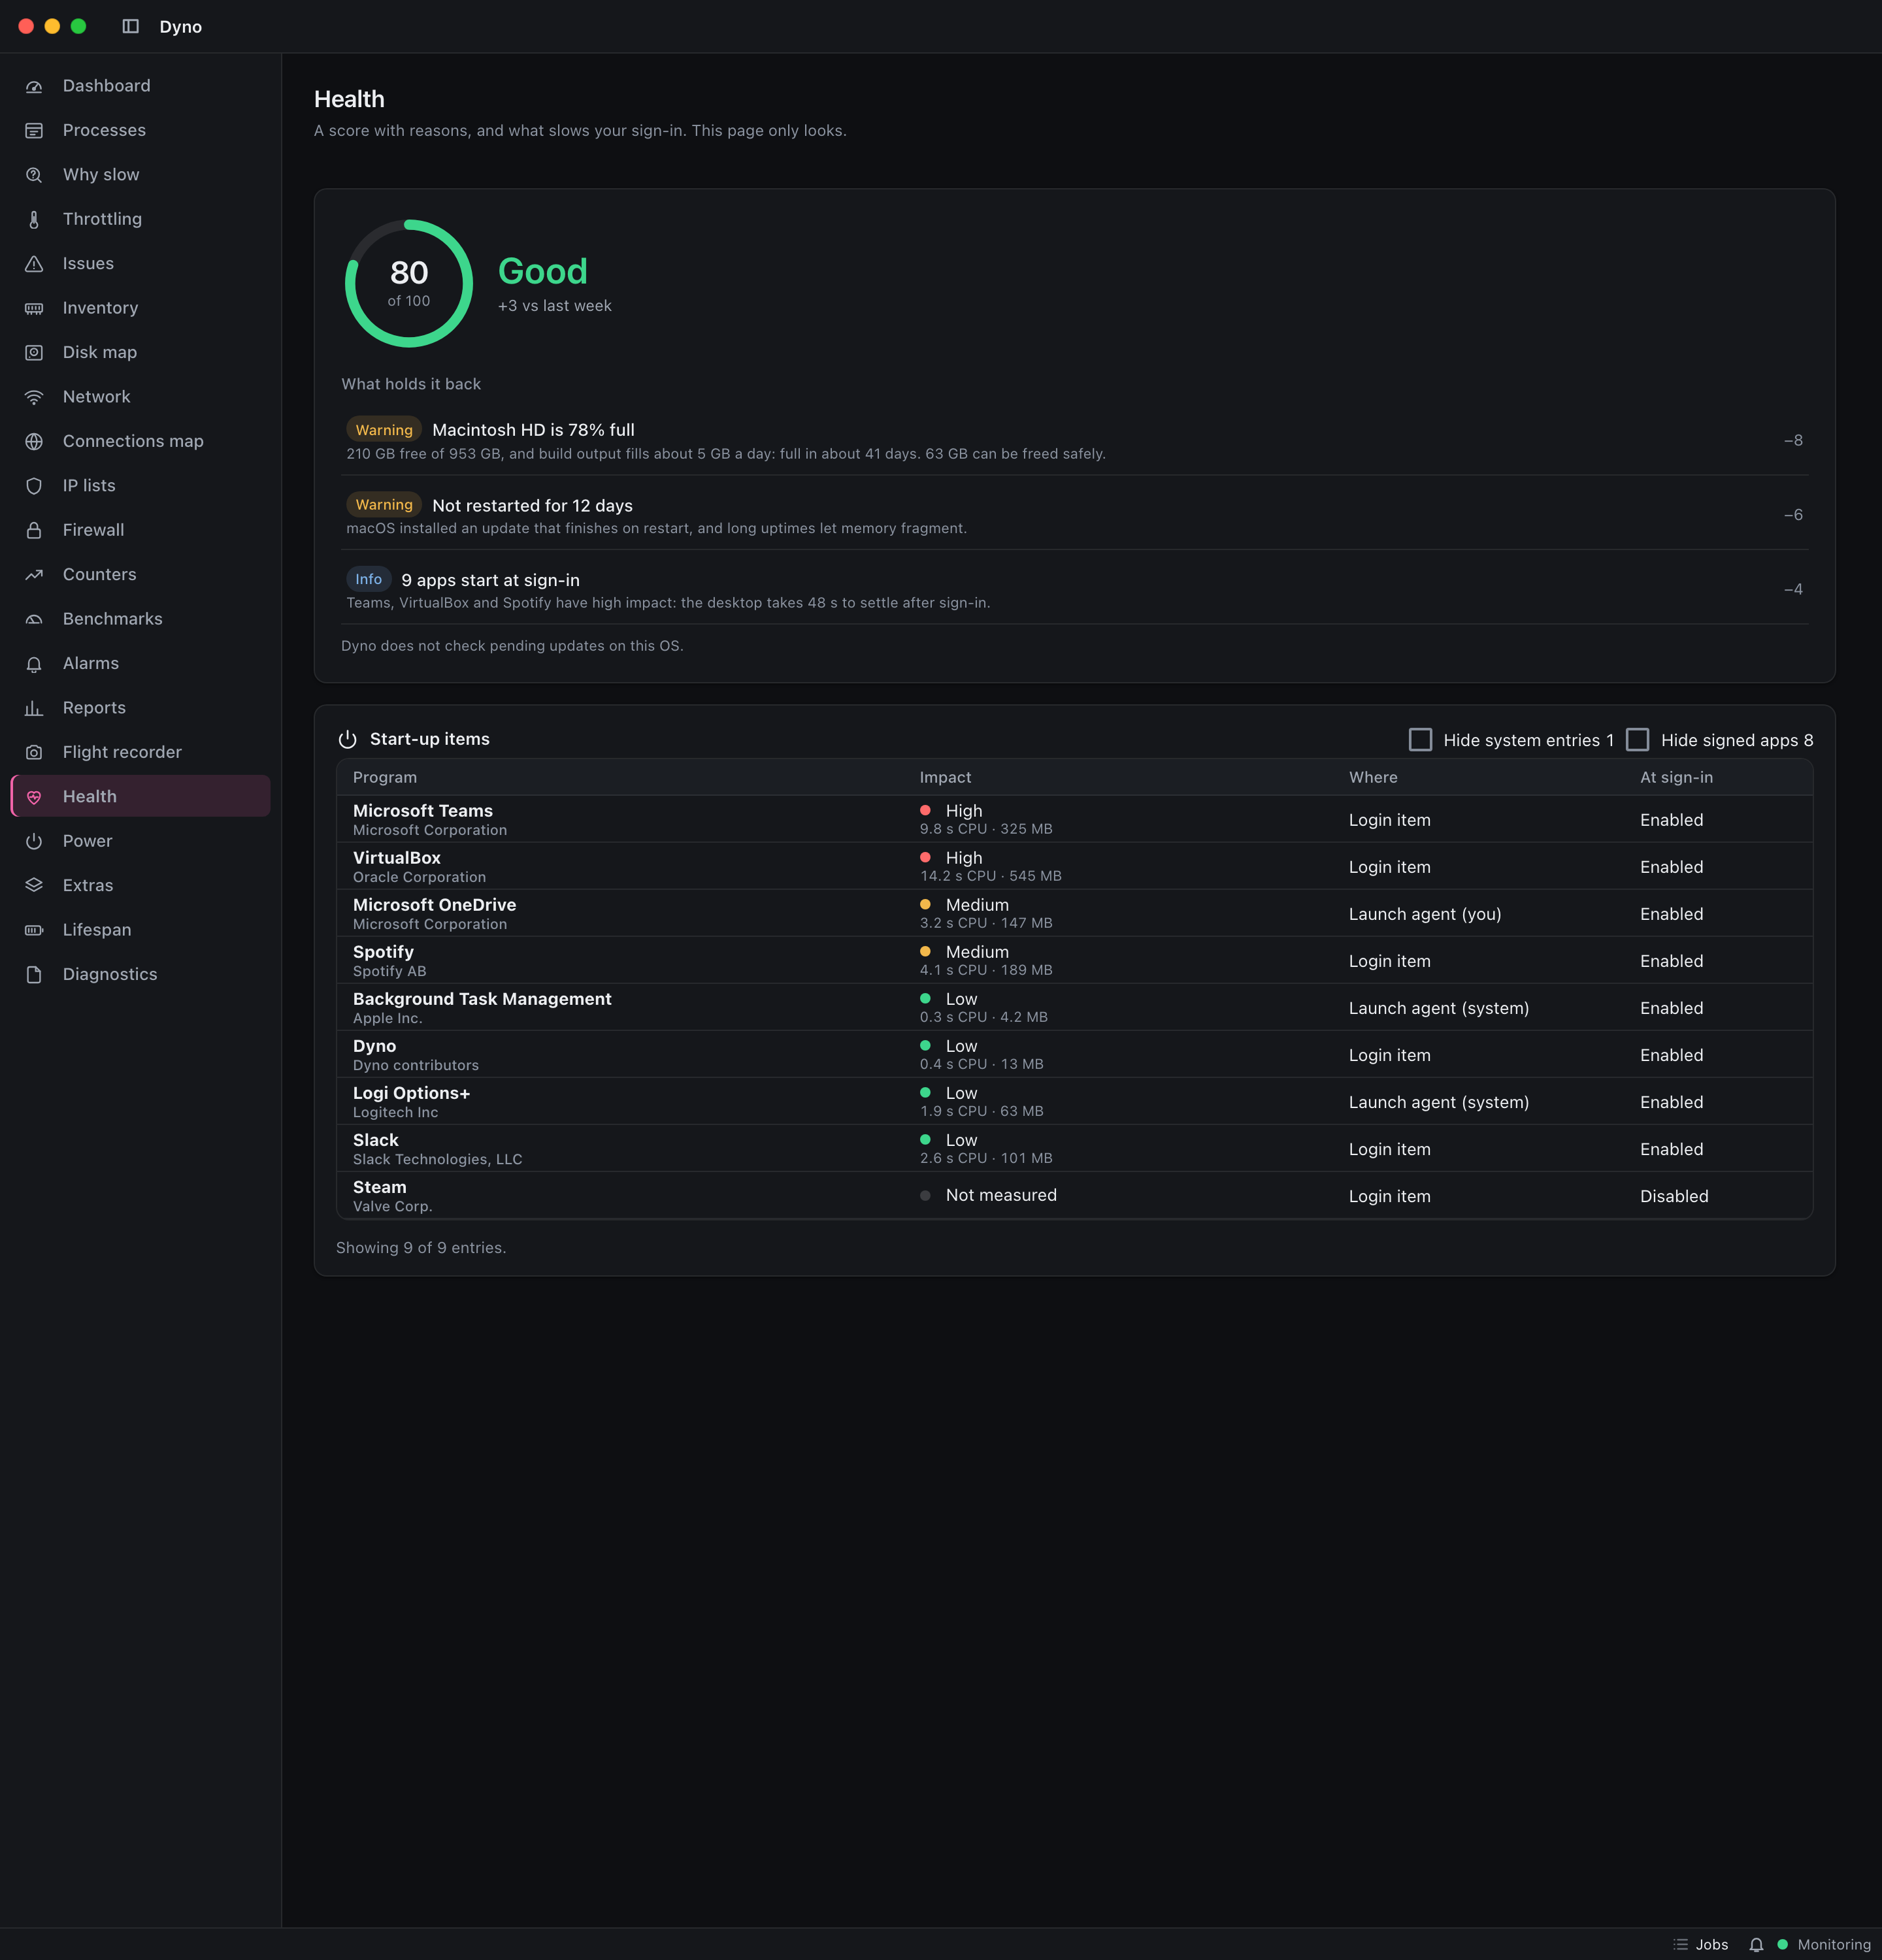 Dyno
Dashboard
Processes
Why slow
Throttling
Issues
Inventory
Disk map
Network
Connections map
IP lists
Firewall
Counters
Benchmarks
Alarms
Reports
Flight recorder
Health
Power
Extras
Lifespan
Diagnostics
Health
A score with reasons, and what slows your sign-in. This page only looks.
80
of 100
Good
+3 vs last week
What holds it back
Warning Macintosh HD is 78% full
210 GB free of 953 GB, and build output fills about 5 GB a day: full in about 41 days. 63 GB can be freed safely.
−8
Warning Not restarted for 12 days
macOS installed an update that finishes on restart, and long uptimes let memory fragment.
−6
Info 9 apps start at sign-in
Teams, VirtualBox and Spotify have high impact: the desktop takes 48 s to settle after sign-in.
−4
Dyno does not check pending updates on this OS.
Start-up items Hide system entries 1 Hide signed apps 8
Program Impact Where At sign-in
Microsoft Teams High
Microsoft Corporation 9.8 s CPU · 325 MB Login item Enabled
VirtualBox High
Oracle Corporation 14.2 s CPU · 545 MB Login item Enabled
Microsoft OneDrive Medium
Microsoft Corporation 3.2 s CPU · 147 MB Launch agent (you) Enabled
Spotify Medium
Spotify AB 4.1 s CPU · 189 MB Login item Enabled
Background Task Management Low
Apple Inc. 0.3 s CPU · 4.2 MB Launch agent (system) Enabled
Dyno Low
Dyno contributors 0.4 s CPU · 13 MB Login item Enabled
Logi Options+ Low
Logitech Inc 1.9 s CPU · 63 MB Launch agent (system) Enabled
Slack Low
Slack Technologies, LLC 2.6 s CPU · 101 MB Login item Enabled
Steam Not measured
Valve Corp. Login item Disabled
Showing 9 of 9 entries.
Jobs Monitoring